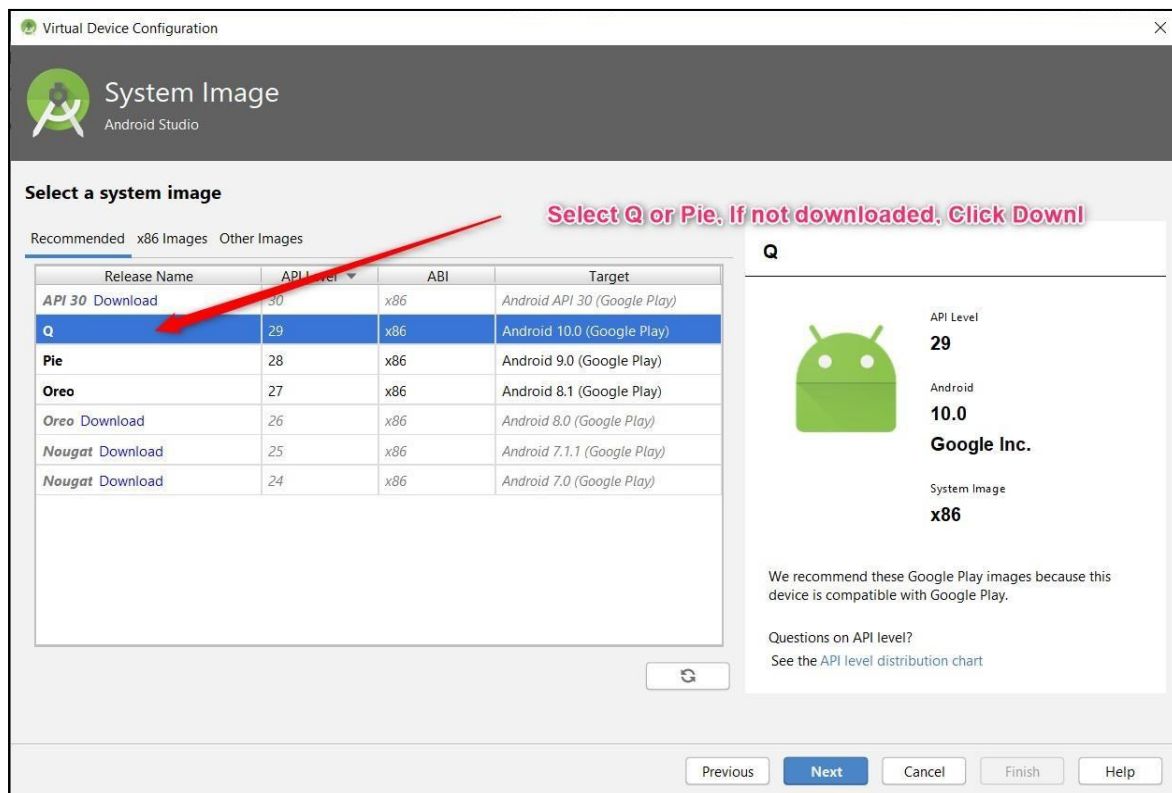 Virtual Device Configuration
System Image
Android Studio
Select a system image
Select Q or Pie, If not downloaded, Click Downl
Recommended x86 Images Other Images
Release Name API Level ABI Target
API 30 Download 30 x86 Android API 30 (Google Play)
Q 29 x86 Android 10.0 (Google Play)
Pie 28 x86 Android 9.0 (Google Play)
Oreo 27 x86 Android 8.1 (Google Play)
Oreo Download 26 x86 Android 8.0 (Google Play)
Nougat Download 25 x86 Android 7.1.1 (Google Play)
Nougat Download 24 x86 Android 7.0 (Google Play)
Q
API Level
29
Android
10.0
Google Inc.
System Image
x86
We recommend these Google Play images because this
device is compatible with Google Play.
Questions on API level?
See the API level distribution chart
Previous Next Cancel Finish Help